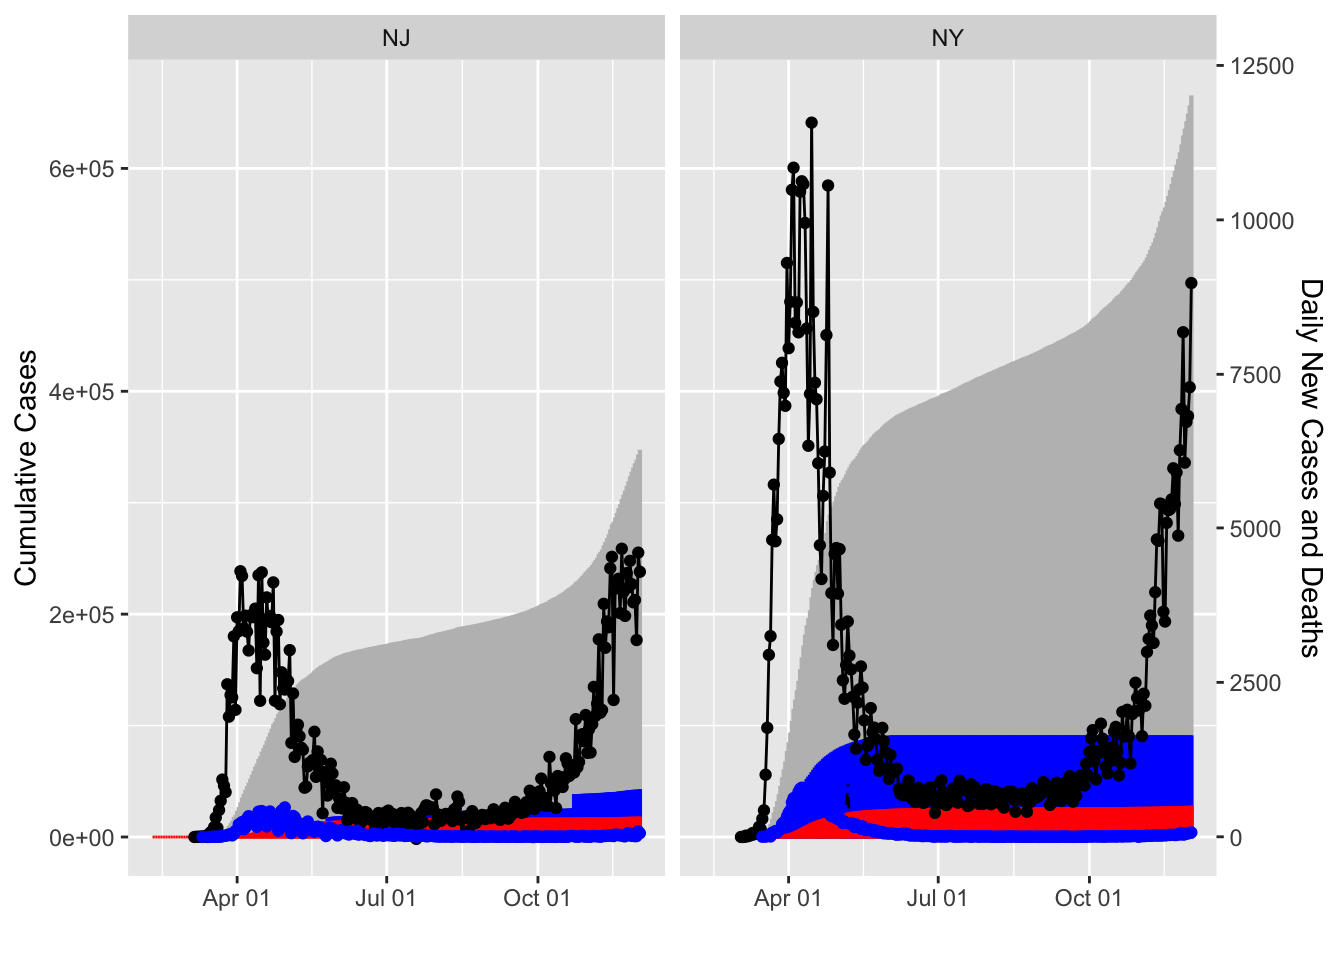 NJ
NY
12500
6e+05
10000
7500
4e+05
Cumulative Cases
Daily New Cases and Deaths
5000
2e+05
2500
0e+00
0
Apr 01
Jul 01
Oct 01
Apr 01
Jul 01
Oct 01